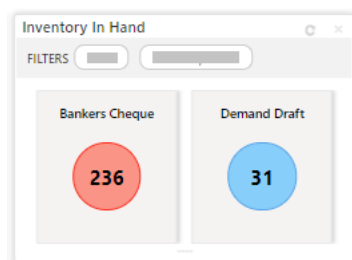 Inventory In Hand
FILTERS
Bankers Cheque
Demand Draft
236
31